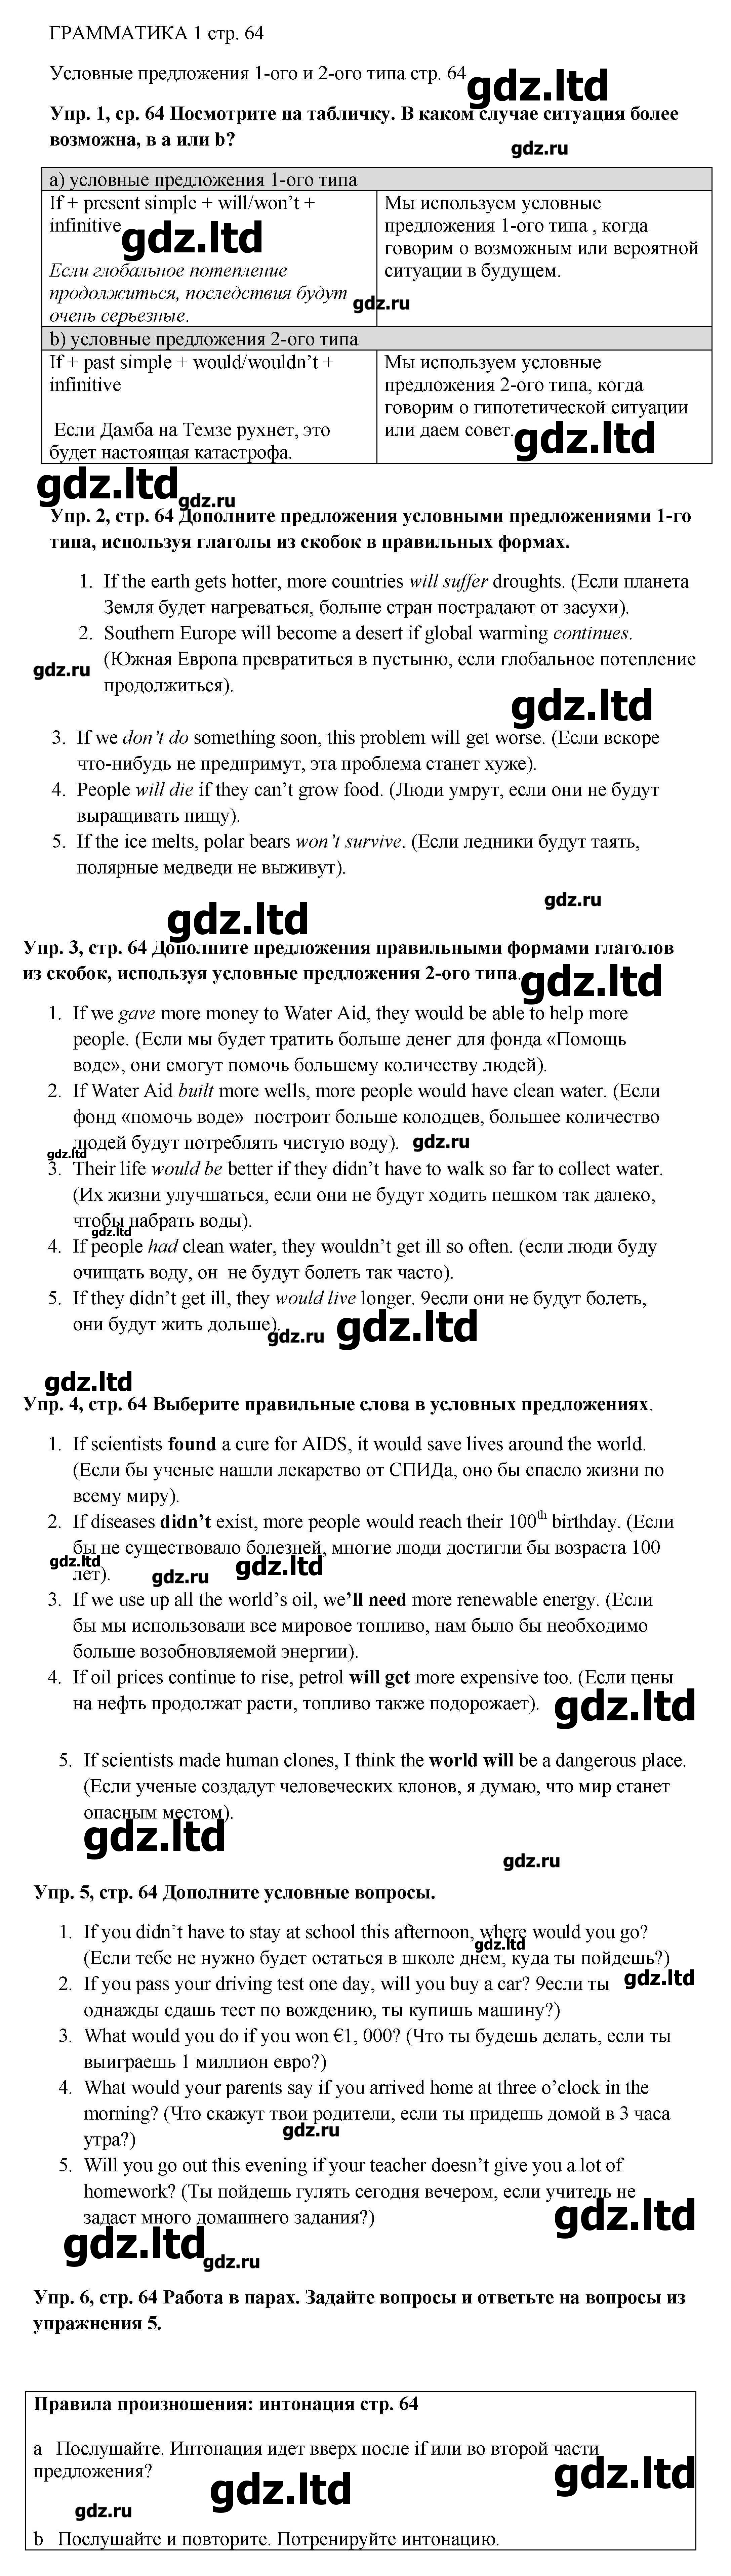 ГРАММАТИКА 1 стр. 64
Условные предложения 1-ого и 2-ого типа стр. 64
gdz.ltd
Упр. 1, ср. 64 Посмотрите на табличку. В каком случае ситуация более
возможна, в а или b?
gdz.ru
a) условные предложения 1-ого типа
If + present simple + will/won’t +
infinitive
gdz.ltd
Если глобальное потепление
продолжиться, последствия будут
очень серьезные.
Мы используем условные
предложения 1-ого типа , когда
говорим о возможным или вероятной
ситуации в будущем.
gdz.ru
b) условные предложения 2-ого типа
If + past simple + would/wouldn’t +
infinitive
Если Дамба на Темзе рухнет, это
будет настоящая катастрофа.
Мы используем условные
предложения 2-ого типа, когда
говорим о гипотетической ситуации
или даем совет.
gdz.ltd
gdz.ltd
gdz.ru
Упр. 2, стр. 64 Дополните предложения условными предложениями 1-го
типа, используя глаголы из скобок в правильных формах.
1. If the earth gets hotter, more countries will suffer droughts. (Если планета
Земля будет нагреваться, больше стран пострадают от засухи).
2. Southern Europe will become a desert if global warming continues.
(Южная Европа превратиться в пустыню, если глобальное потепление
продолжиться).
gdz.ru
gdz.ltd
3. If we don’t do something soon, this problem will get worse. (Если вскоре
что-нибудь не предпримут, эта проблема станет хуже).
4. People will die if they can’t grow food. (Люди умрут, если они не будут
выращивать пищу).
5. If the ice melts, polar bears won’t survive. (Если ледники будут таять,
полярные медведи не выживут).
gdz.ru
gdz.ltd
Упр. 3, стр. 64 Дополните предложения правильными формами глаголов
из скобок, используя условные предложения 2-ого типа.
gdz.ltd
1. If we gave more money to Water Aid, they would be able to help more
people. (Если мы будет тратить больше денег для фонда «Помощь
воде», они смогут помочь большему количеству людей).
2. If Water Aid built more wells, more people would have clean water. (Если
фонд «помочь воде» построит больше колодцев, большее количество
людей будут потреблять чистую воду).
gdz.ru
gdz.ltd
3. Their life would be better if they didn’t have to walk so far to collect water.
(Их жизни улучшаться, если они не будут ходить пешком так далеко,
чтобы набрать воды).
gdz.ltd
4. If people had clean water, they wouldn’t get ill so often. (если люди буду
очищать воду, он не будут болеть так часто).
5. If they didn’t get ill, they would live longer. 9если они не будут болеть,
они будут жить дольше).
gdz.ru
gdz.ltd
gdz.ltd
Упр. 4, стр. 64 Выберите правильные слова в условных предложениях.
1. If scientists found a cure for AIDS, it would save lives around the world.
(Если бы ученые нашли лекарство от СПИДа, оно бы спасло жизни по
всему миру).
2. If diseases didn’t exist, more people would reach their 100th birthday. (Если
бы не существовало болезней, многие люди достигли бы возраста 100
лет).
gdz.ltd
gdz.ru
gdz.ltd
3. If we use up all the world’s oil, we’ll need more renewable energy. (Если
бы мы использовали все мировое топливо, нам было бы необходимо
больше возобновляемой энергии).
4. If oil prices continue to rise, petrol will get more expensive too. (Если цены
на нефть продолжат расти, топливо также подорожает).
gdz.ltd
5. If scientists made human clones, I think the world will be a dangerous place.
(Если ученые создадут человеческих клонов, я думаю, что мир станет
опасным местом).
gdz.ltd
gdz.ru
Упр. 5, стр. 64 Дополните условные вопросы.
1. If you didn’t have to stay at school this afternoon, where would you go?
(Если тебе не нужно будет остаться в школе днем, куда ты пойдешь?)
gdz.ltd
2. If you pass your driving test one day, will you buy a car? 9если ты
однажды сдашь тест по вождению, ты купишь машину?)
gdz.ltd
3. What would you do if you won €1, 000? (Что ты будешь делать, если ты
выиграешь 1 миллион евро?)
4. What would your parents say if you arrived home at three o’clock in the
morning? (Что скажут твои родители, если ты придешь домой в 3 часа
утра?)
gdz.ru
5. Will you go out this evening if your teacher doesn’t give you a lot of
homework? (Ты пойдешь гулять сегодня вечером, если учитель не
задаст много домашнего задания?)
gdz.ltd
gdz.ltd
gdz.ru
Упр. 6, стр. 64 Работа в парах. Задайте вопросы и ответьте на вопросы из
упражнения 5.
Правила произношения: интонация стр. 64
a Послушайте. Интонация идет вверх после if или во второй части
предложения?
gdz.ltd
gdz.ltd
gdz.ru
b Послушайте и повторите. Потренируйте интонацию.